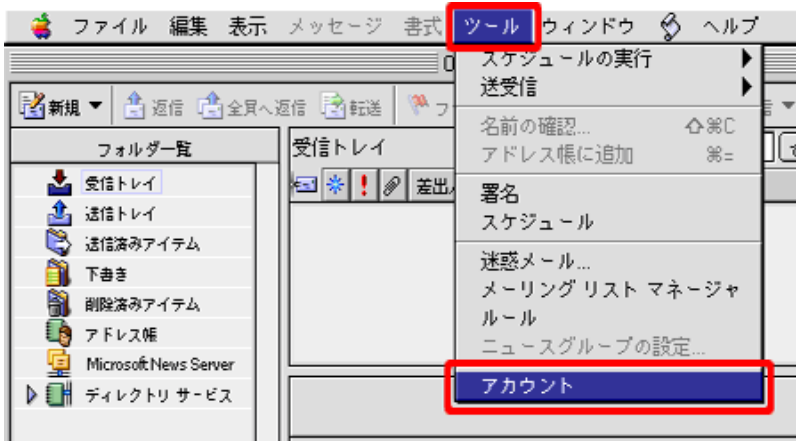 ファイル 編集 表示 メッセージ 書式 ツール ウィンドウ ヘルプ
新規 返信 全員へ返信 転送 フ
フォルダ一覧
受信トレイ
送信トレイ
送信済みアイテム
下書き
削除済みアイテム
アドレス帳
Microsoft News Server
ディレクトリ サービス
受信トレイ
差出
スケジュールの実行
送受信
名前の確認... ⇧⌘C
アドレス帳に追加 ⌘=
署名
スケジュール
迷惑メール...
メーリング リスト マネージャ
ルール
ニュースグループの設定...
アカウント